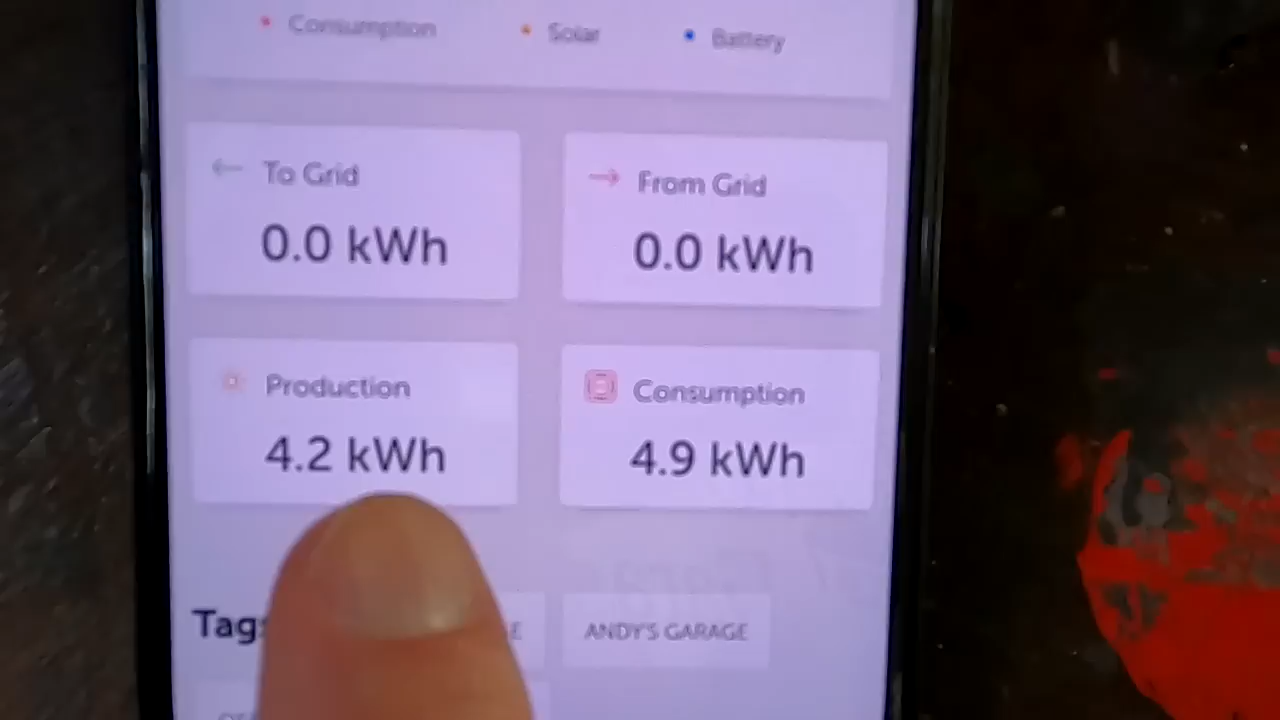 Consumption Solar Battery
To Grid
0.0 kWh
From Grid
0.0 kWh
Production
4.2 kWh
Consumption
4.9 kWh
ANDY'S GARAGE